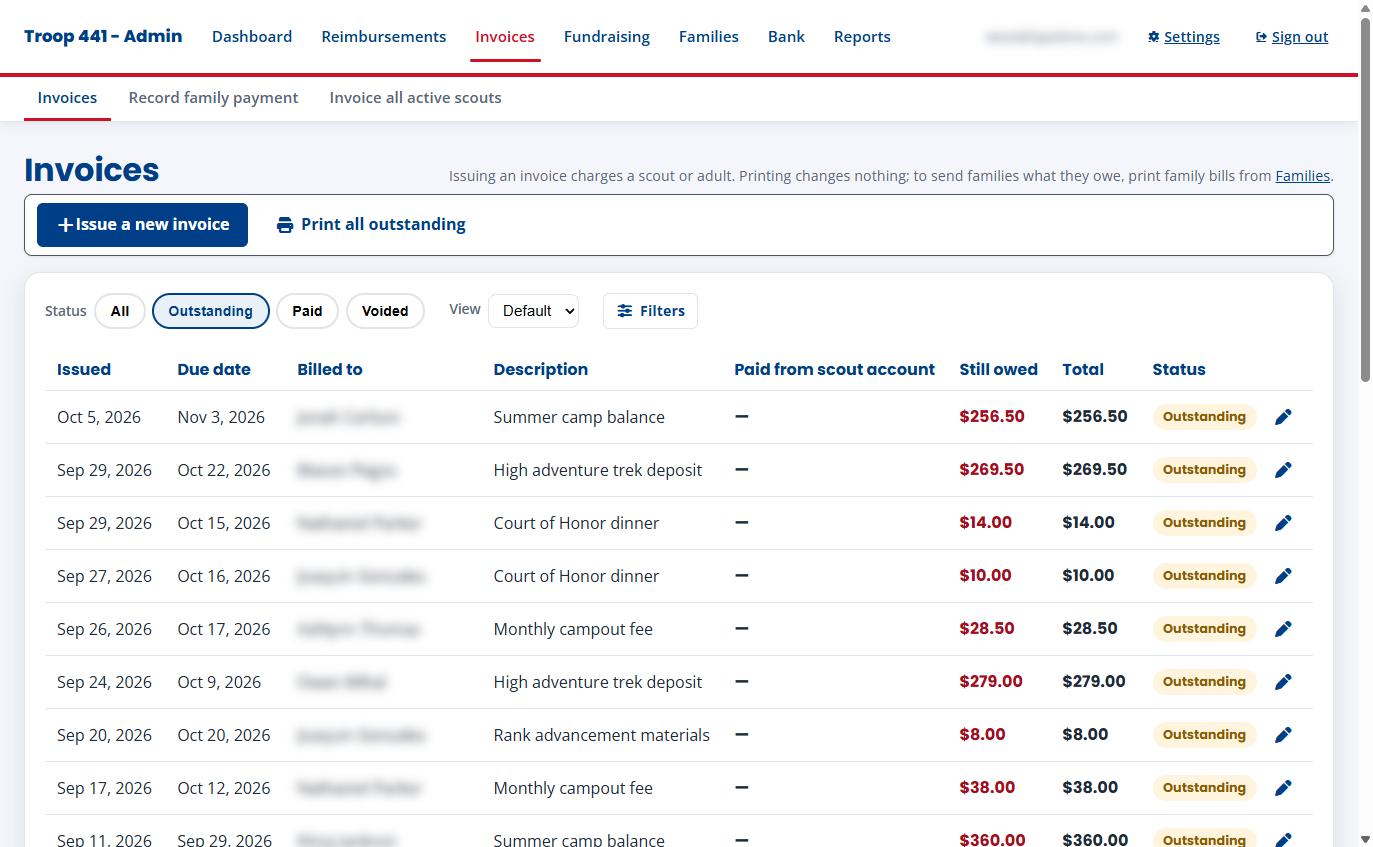 Troop 441 – Admin Dashboard Reimbursements Invoices Fundraising Families Bank Reports Settings Sign out
Invoices Record family payment Invoice all active scouts
Invoices
Issuing an invoice charges a scout or adult. Printing changes nothing; to send families what they owe, print family bills from Families.
Issue a new invoice Print all outstanding
Status All Outstanding Paid Voided View Default Filters
Issued Due date Billed to Description Paid from scout account Still owed Total Status
Oct 5, 2026 Nov 3, 2026 Summer camp balance — $256.50 $256.50 Outstanding
Sep 29, 2026 Oct 22, 2026 High adventure trek deposit — $269.50 $269.50 Outstanding
Sep 29, 2026 Oct 15, 2026 Court of Honor dinner — $14.00 $14.00 Outstanding
Sep 27, 2026 Oct 16, 2026 Court of Honor dinner — $10.00 $10.00 Outstanding
Sep 26, 2026 Oct 17, 2026 Monthly campout fee — $28.50 $28.50 Outstanding
Sep 24, 2026 Oct 9, 2026 High adventure trek deposit — $279.00 $279.00 Outstanding
Sep 20, 2026 Oct 20, 2026 Rank advancement materials — $8.00 $8.00 Outstanding
Sep 17, 2026 Oct 12, 2026 Monthly campout fee — $38.00 $38.00 Outstanding
Sep 11, 2026 Sep 29, 2026 Summer camp balance — $360.00 $360.00 Outstanding